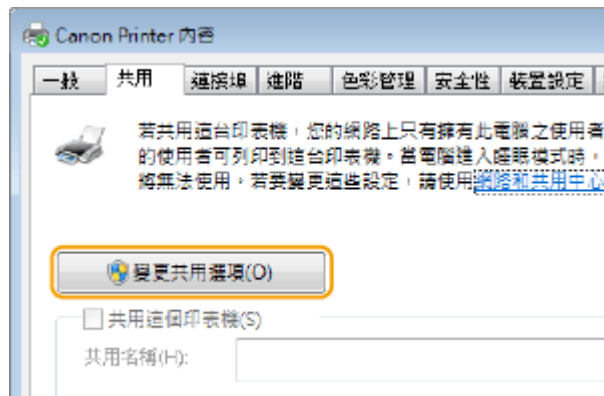 Canon Printer 內容
一般 共用 連接埠 進階 色彩管理 安全性 裝置設定
若共用這台印表機，您的網路上只有擁有此電腦之使用者
的使用者可列印到這台印表機。當電腦進入睡眠模式時，
將無法使用。若要變更這些設定，請使用網路和共用中心
變更共用選項(O)
共用這個印表機(S)
共用名稱(H):